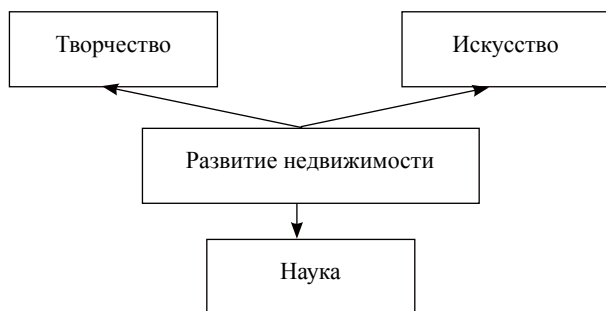 Творчество
Искусство
Развитие недвижимости
Наука